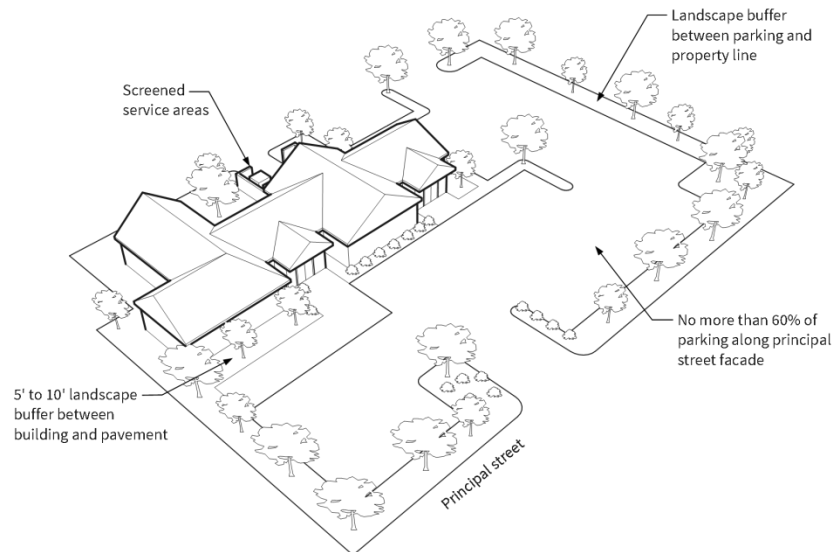 Landscape buffer
between parking and
property line
Screened
service areas
No more than 60% of
parking along principal
street facade
5' to 10' landscape
buffer between
building and pavement
Principal street